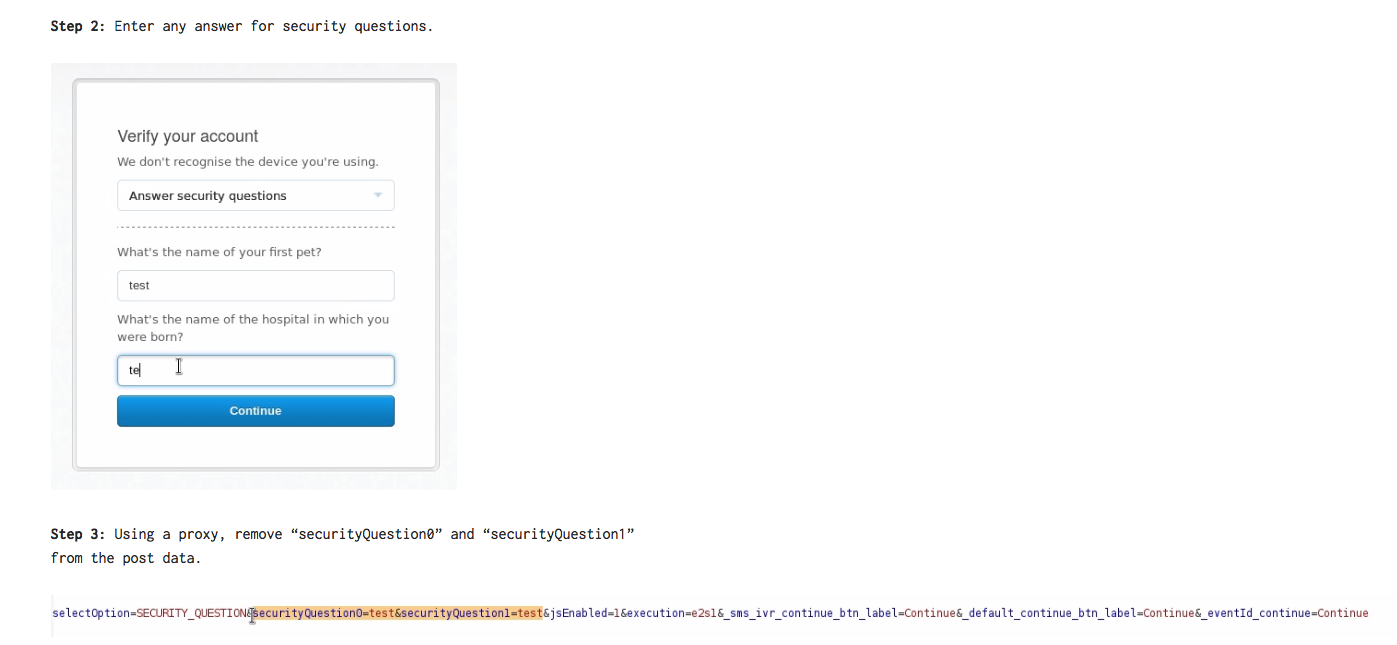 Step 2: Enter any answer for security questions.
Verify your account
We don't recognise the device you're using.
Answer security questions
What's the name of your first pet?
test
What's the name of the hospital in which you
were born?
te
Continue
Step 3: Using a proxy, remove “securityQuestion0” and “securityQuestion1”
from the post data.
selectOption=SECURITY_QUESTION&securityQuestion0=test&securityQuestion1=test&jsEnabled=1&execution=e2s1&_sms_ivr_continue_btn_label=Continue&_default_continue_btn_label=Continue&_eventId_continue=Continue